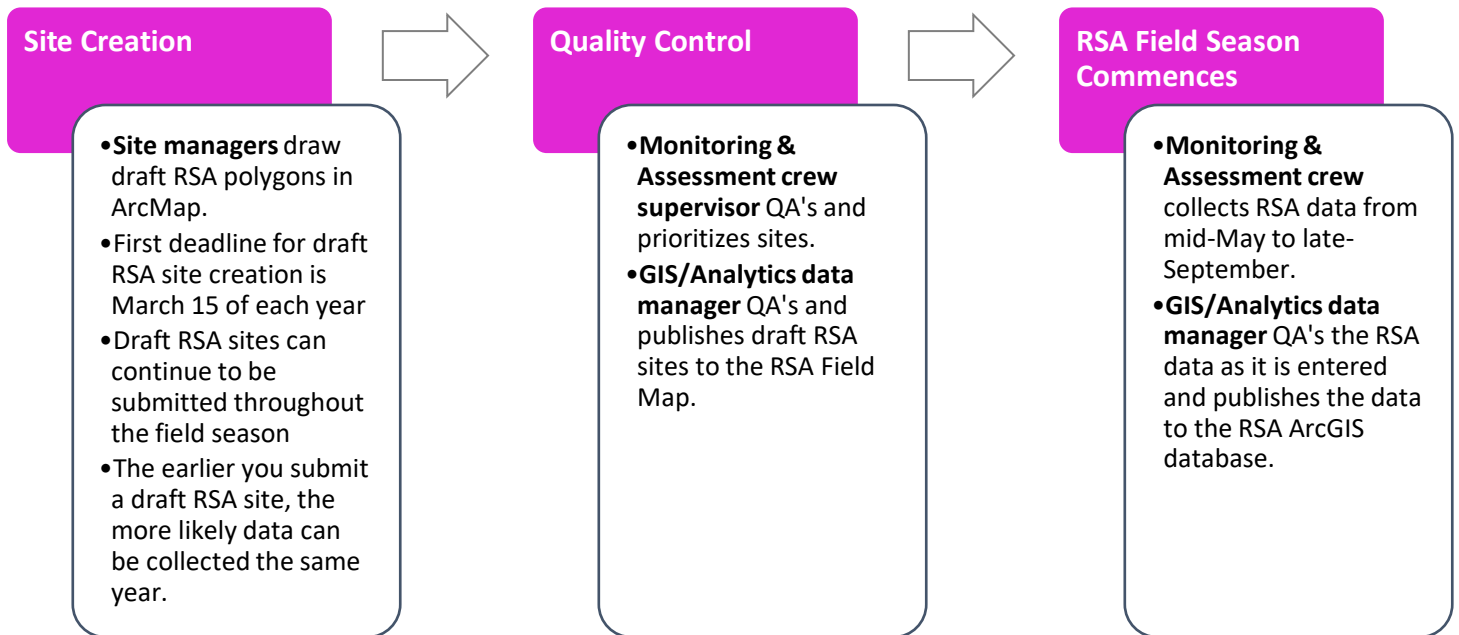 Site Creation
•Site managers draw
draft RSA polygons in
ArcMap.
•First deadline for draft
RSA site creation is
March 15 of each year
•Draft RSA sites can
continue to be
submitted throughout
the field season
•The earlier you submit
a draft RSA site, the
more likely data can
be collected the same
year.
Quality Control
•Monitoring &
Assessment crew
supervisor QA's and
prioritizes sites.
•GIS/Analytics data
manager QA's and
publishes draft RSA
sites to the RSA Field
Map.
RSA Field Season
Commences
•Monitoring &
Assessment crew
collects RSA data from
mid-May to late-
September.
•GIS/Analytics data
manager QA's the RSA
data as it is entered
and publishes the data
to the RSA ArcGIS
database.